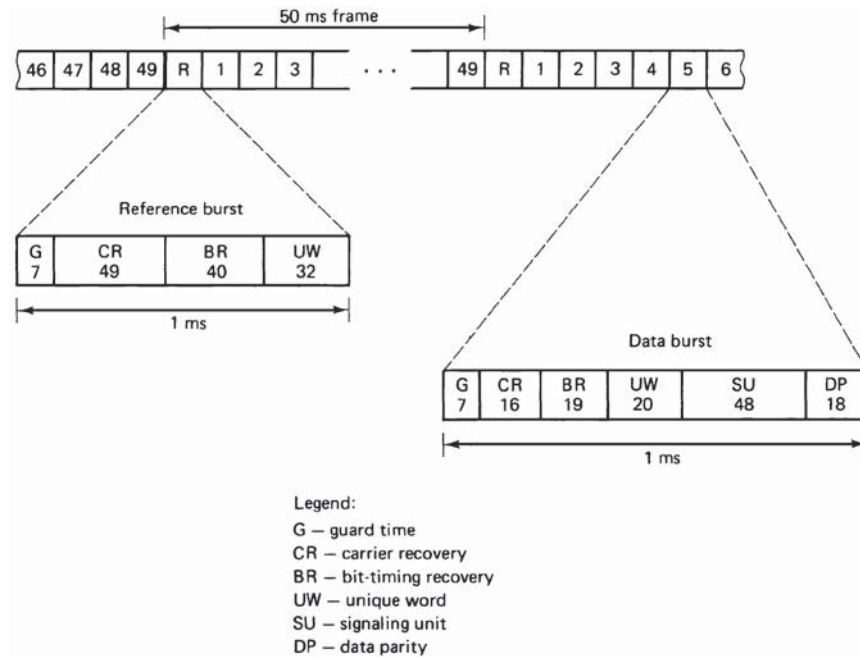 50 ms frame
46 47 48 49 R 1 2 3 · · · 49 R 1 2 3 4 5 6
Reference burst
G CR BR UW
7 49 40 32
1 ms
Data burst
G CR BR UW SU DP
7 16 19 20 48 18
1 ms
Legend:
G — guard time
CR — carrier recovery
BR — bit-timing recovery
UW — unique word
SU — signaling unit
DP — data parity